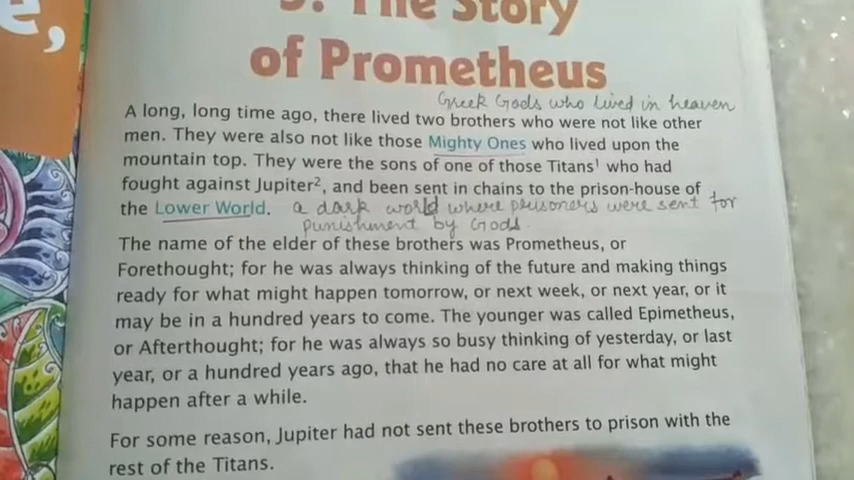 3. The Story
of Prometheus
Greek Gods who lived in heaven
A long, long time ago, there lived two brothers who were not like other
men. They were also not like those Mighty Ones who lived upon the
mountain top. They were the sons of one of those Titans¹ who had
fought against Jupiter², and been sent in chains to the prison-house of
the Lower World. a dark world where prisoners were sent for
punishment by Gods.
The name of the elder of these brothers was Prometheus, or
Forethought; for he was always thinking of the future and making things
ready for what might happen tomorrow, or next week, or next year, or it
may be in a hundred years to come. The younger was called Epimetheus,
or Afterthought; for he was always so busy thinking of yesterday, or last
year, or a hundred years ago, that he had no care at all for what might
happen after a while.
For some reason, Jupiter had not sent these brothers to prison with the
rest of the Titans.